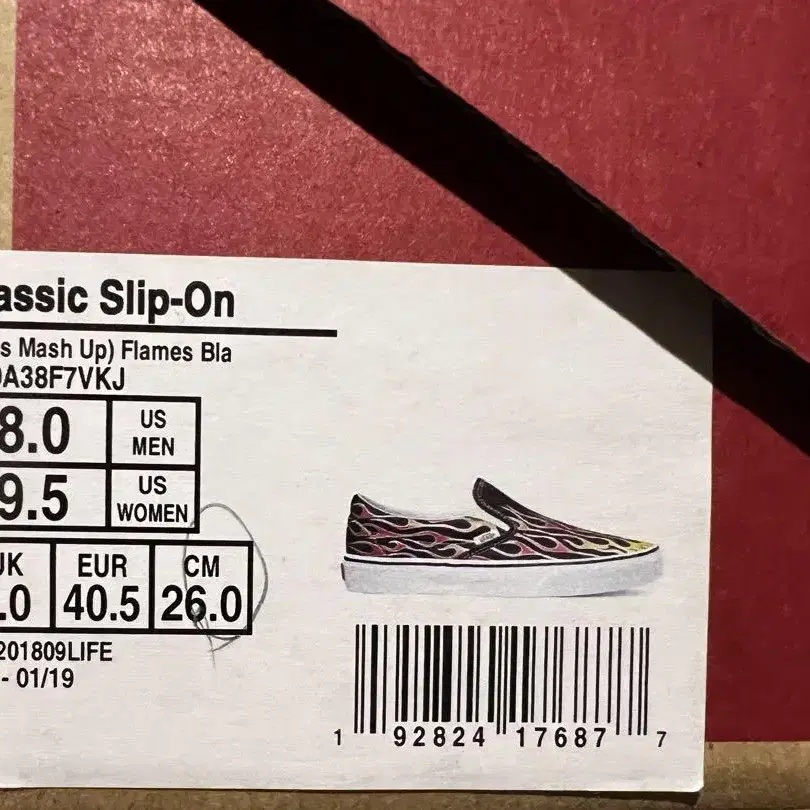 assic Slip-On
s Mash Up) Flames Bla
0A38F7VKJ
8.0 US MEN
9.5 US WOMEN
UK EUR CM
.0 40.5 26.0
201809LIFE
- 01/19
1 92824 17687 7